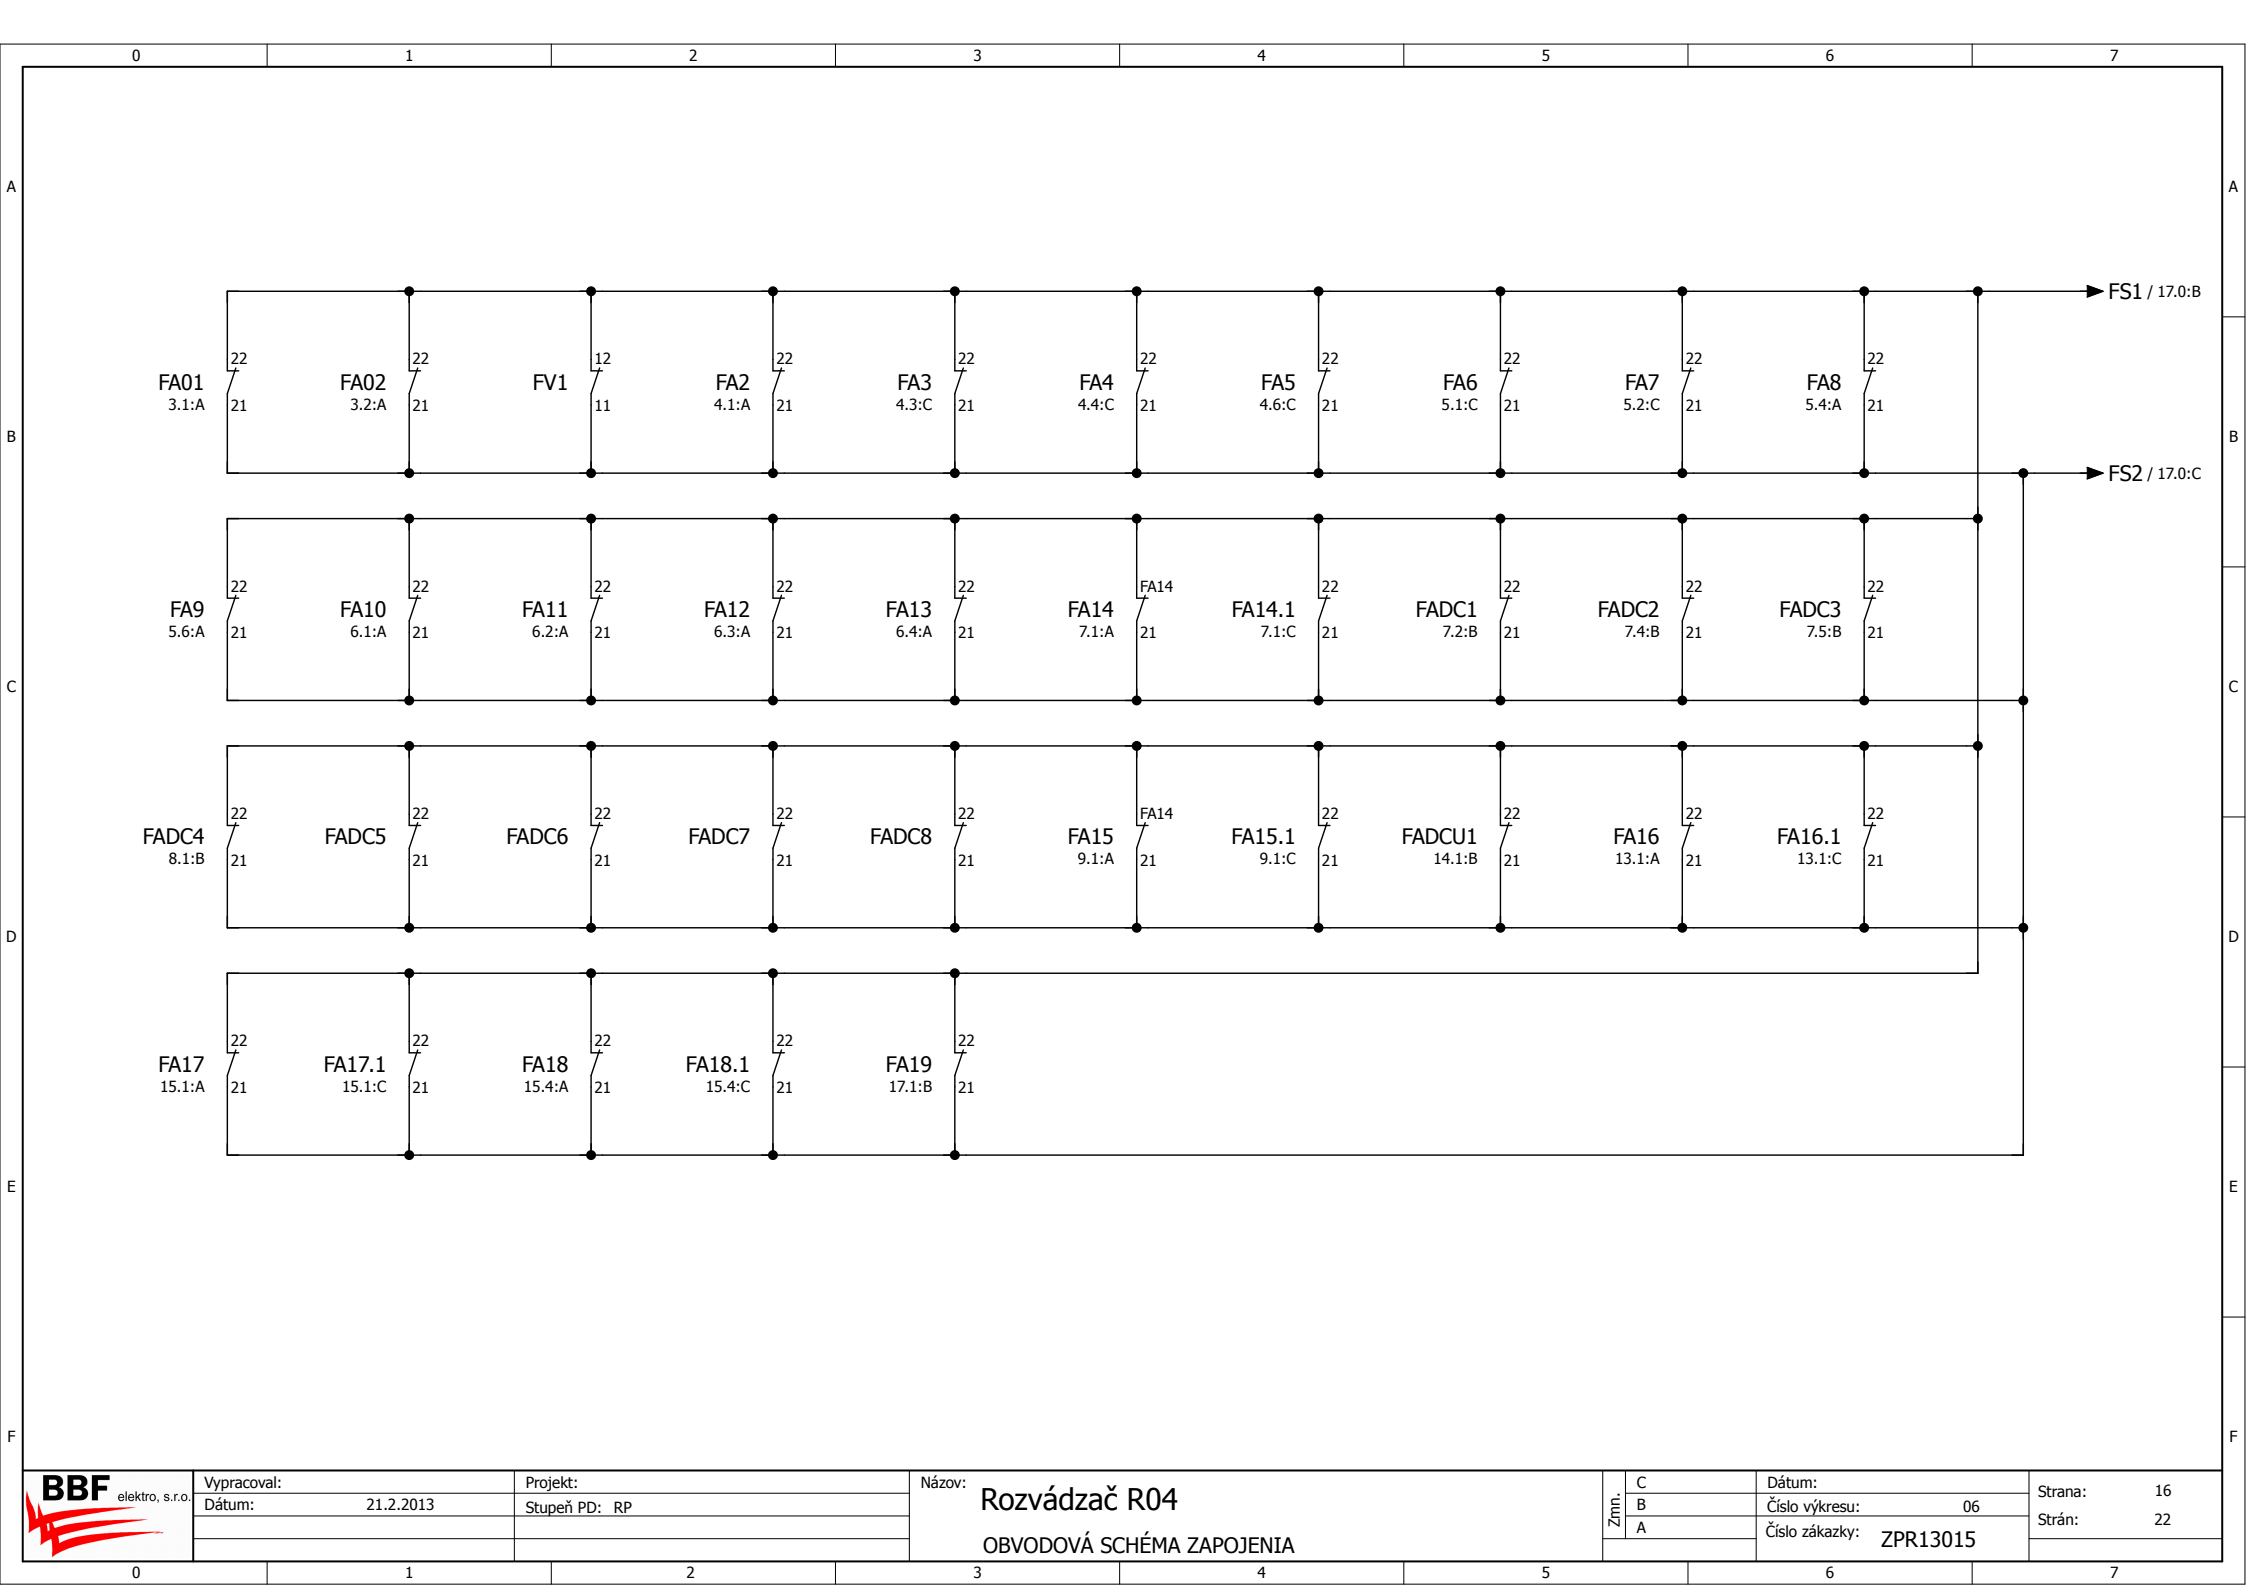 0 1 2 3 4 5 6 7
A A
FS1 / 17.0:B
22 22 12 22 22 22 22 22 22 22
FA01 FA02 FV1 FA2 FA3 FA4 FA5 FA6 FA7 FA8
3.1:A 21 3.2:A 21 11 4.1:A 21 4.3:C 21 4.4:C 21 4.6:C 21 5.1:C 21 5.2:C 21 5.4:A 21
B B
FS2 / 17.0:C
22 22 22 22 22 FA14 22 22 22 22
FA9 FA10 FA11 FA12 FA13 FA14 FA14.1 FADC1 FADC2 FADC3
5.6:A 21 6.1:A 21 6.2:A 21 6.3:A 21 6.4:A 21 7.1:A 21 7.1:C 21 7.2:B 21 7.4:B 21 7.5:B 21
C C
22 22 22 22 22 FA14 22 22 22 22
FADC4 FADC5 FADC6 FADC7 FADC8 FA15 FA15.1 FADCU1 FA16 FA16.1
8.1:B 21 21 21 21 21 9.1:A 21 9.1:C 21 14.1:B 21 13.1:A 21 13.1:C 21
D D
22 22 22 22 22
FA17 FA17.1 FA18 FA18.1 FA19
15.1:A 21 15.1:C 21 15.4:A 21 15.4:C 21 17.1:B 21
E E
F F
BBF elektro, s.r.o.
Vypracoval:
Dátum: 21.2.2013
Projekt:
Stupeň PD: RP
Názov: Rozvádzač R04
OBVODOVÁ SCHÉMA ZAPOJENIA
Zmn.
C
B
A
Dátum:
Číslo výkresu: 06
Číslo zákazky: ZPR13015
Strana: 16
Strán: 22
0 1 2 3 4 5 6 7